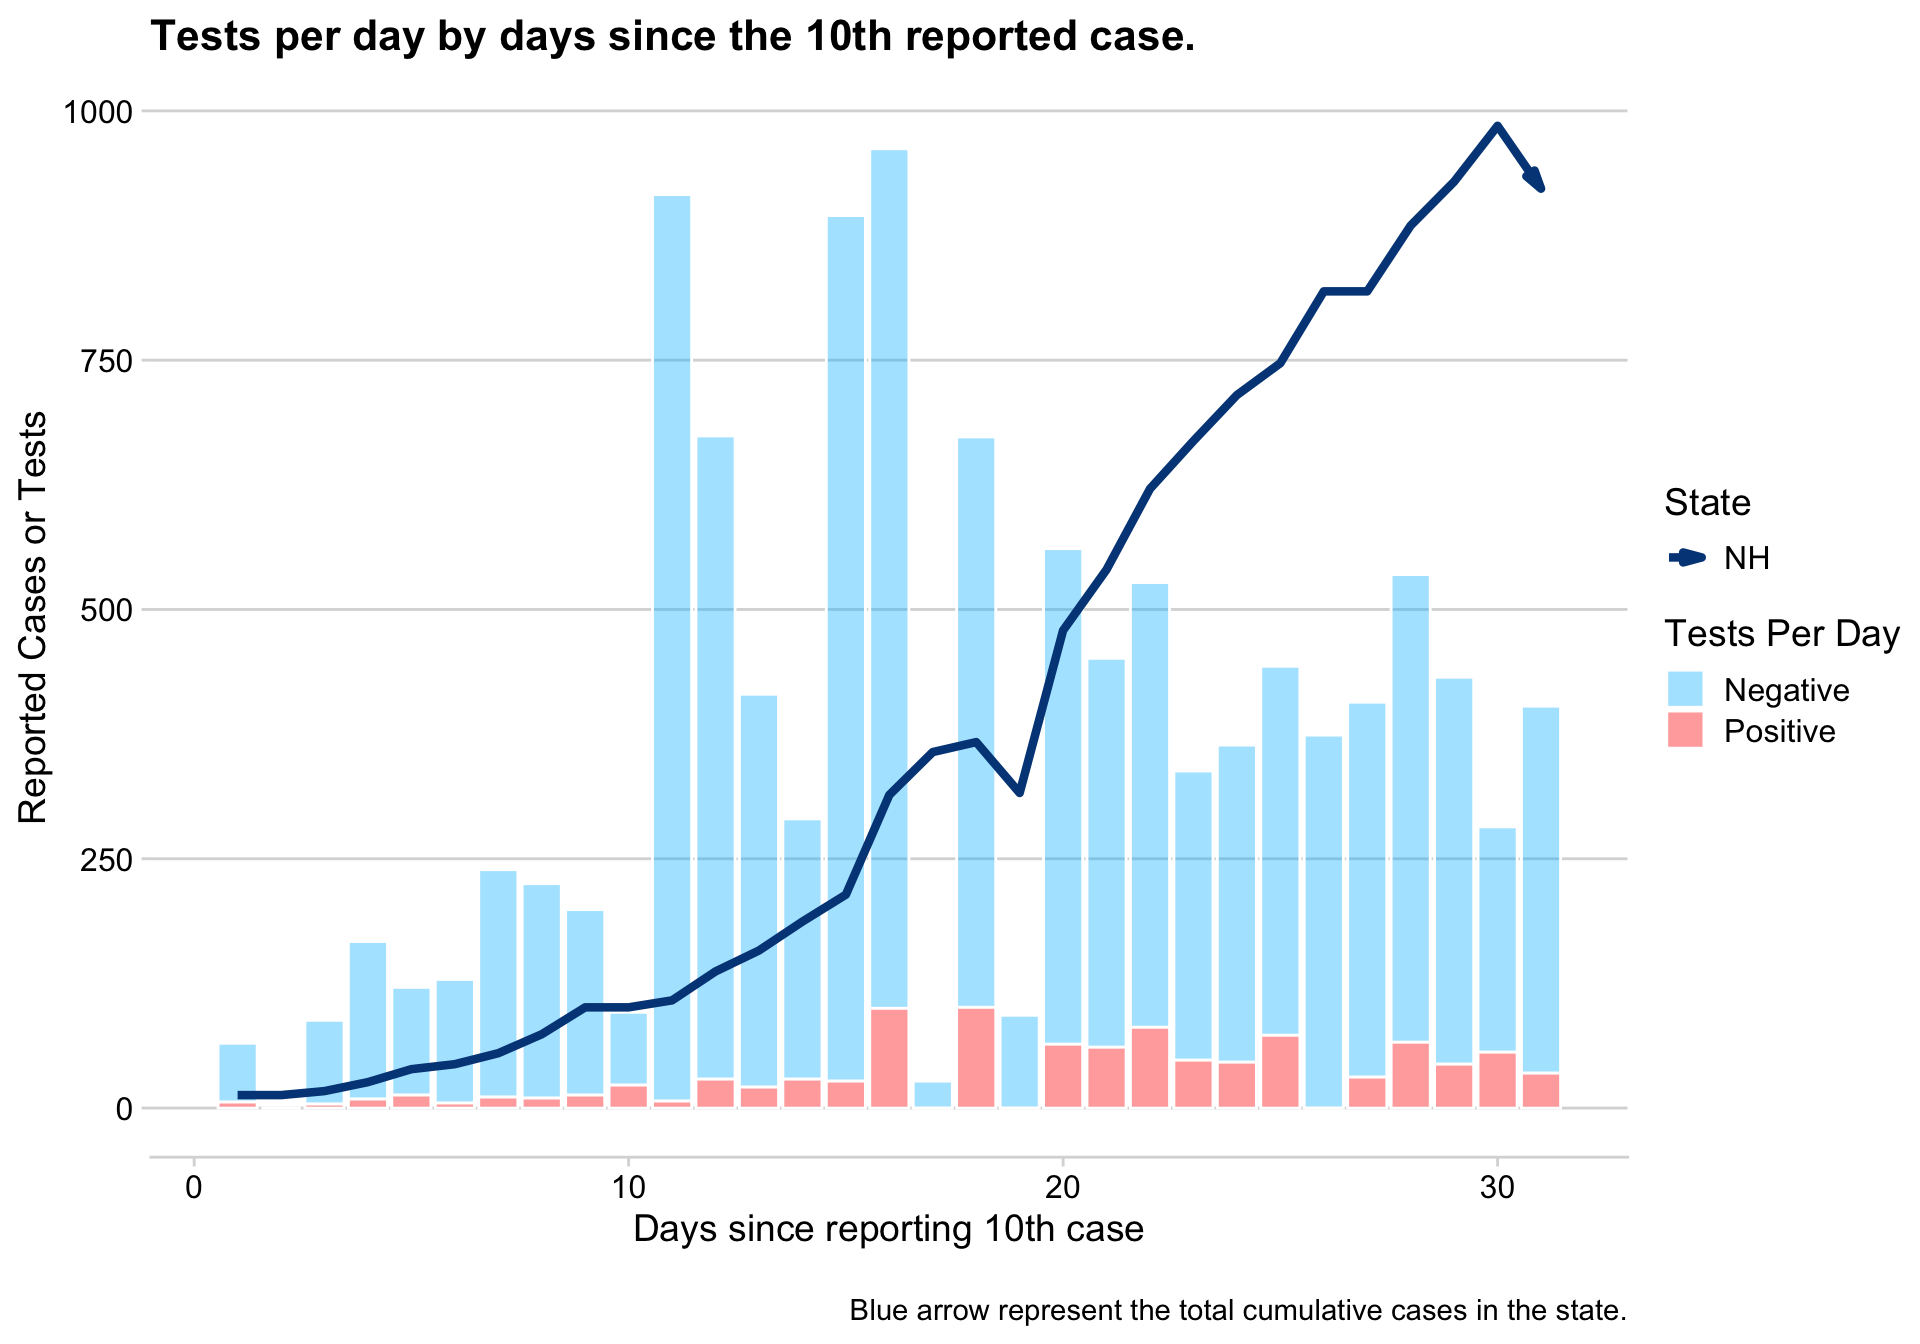 Tests per day by days since the 10th reported case.
1000
750
500
250
0
Reported Cases or Tests
0 10 20 30
Days since reporting 10th case
State
NH
Tests Per Day
Negative
Positive
Blue arrow represent the total cumulative cases in the state.